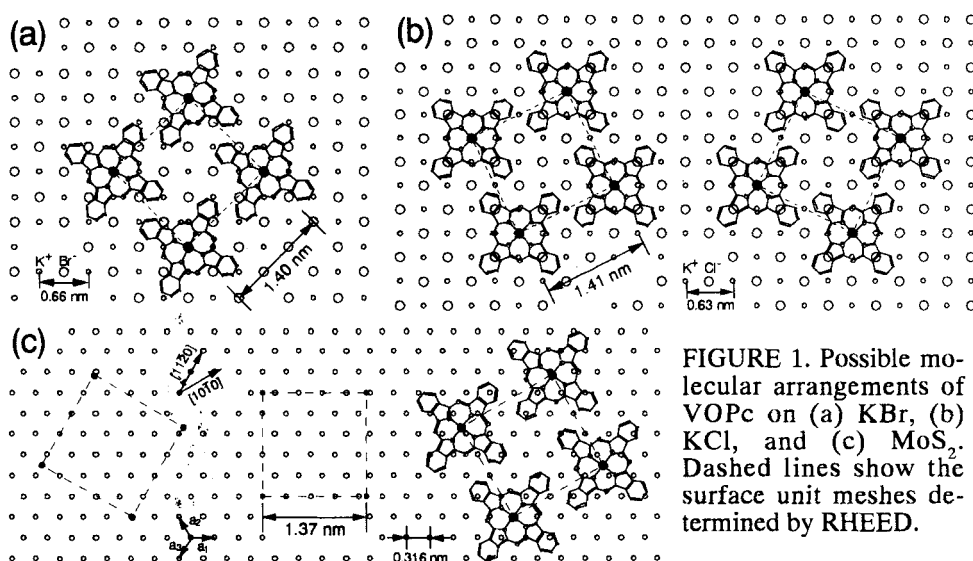 (a)
K⁺ Br⁻
0.66 nm
1.40 nm
(b)
1.41 nm
K⁺ Cl⁻
0.63 nm
(c)
[112̄0]
[101̄0]
a₂
a₃
a₁
1.37 nm
0.316 nm
FIGURE 1. Possible mo-
lecular arrangements of
VOPc on (a) KBr, (b)
KCl, and (c) MoS₂.
Dashed lines show the
surface unit meshes de-
termined by RHEED.